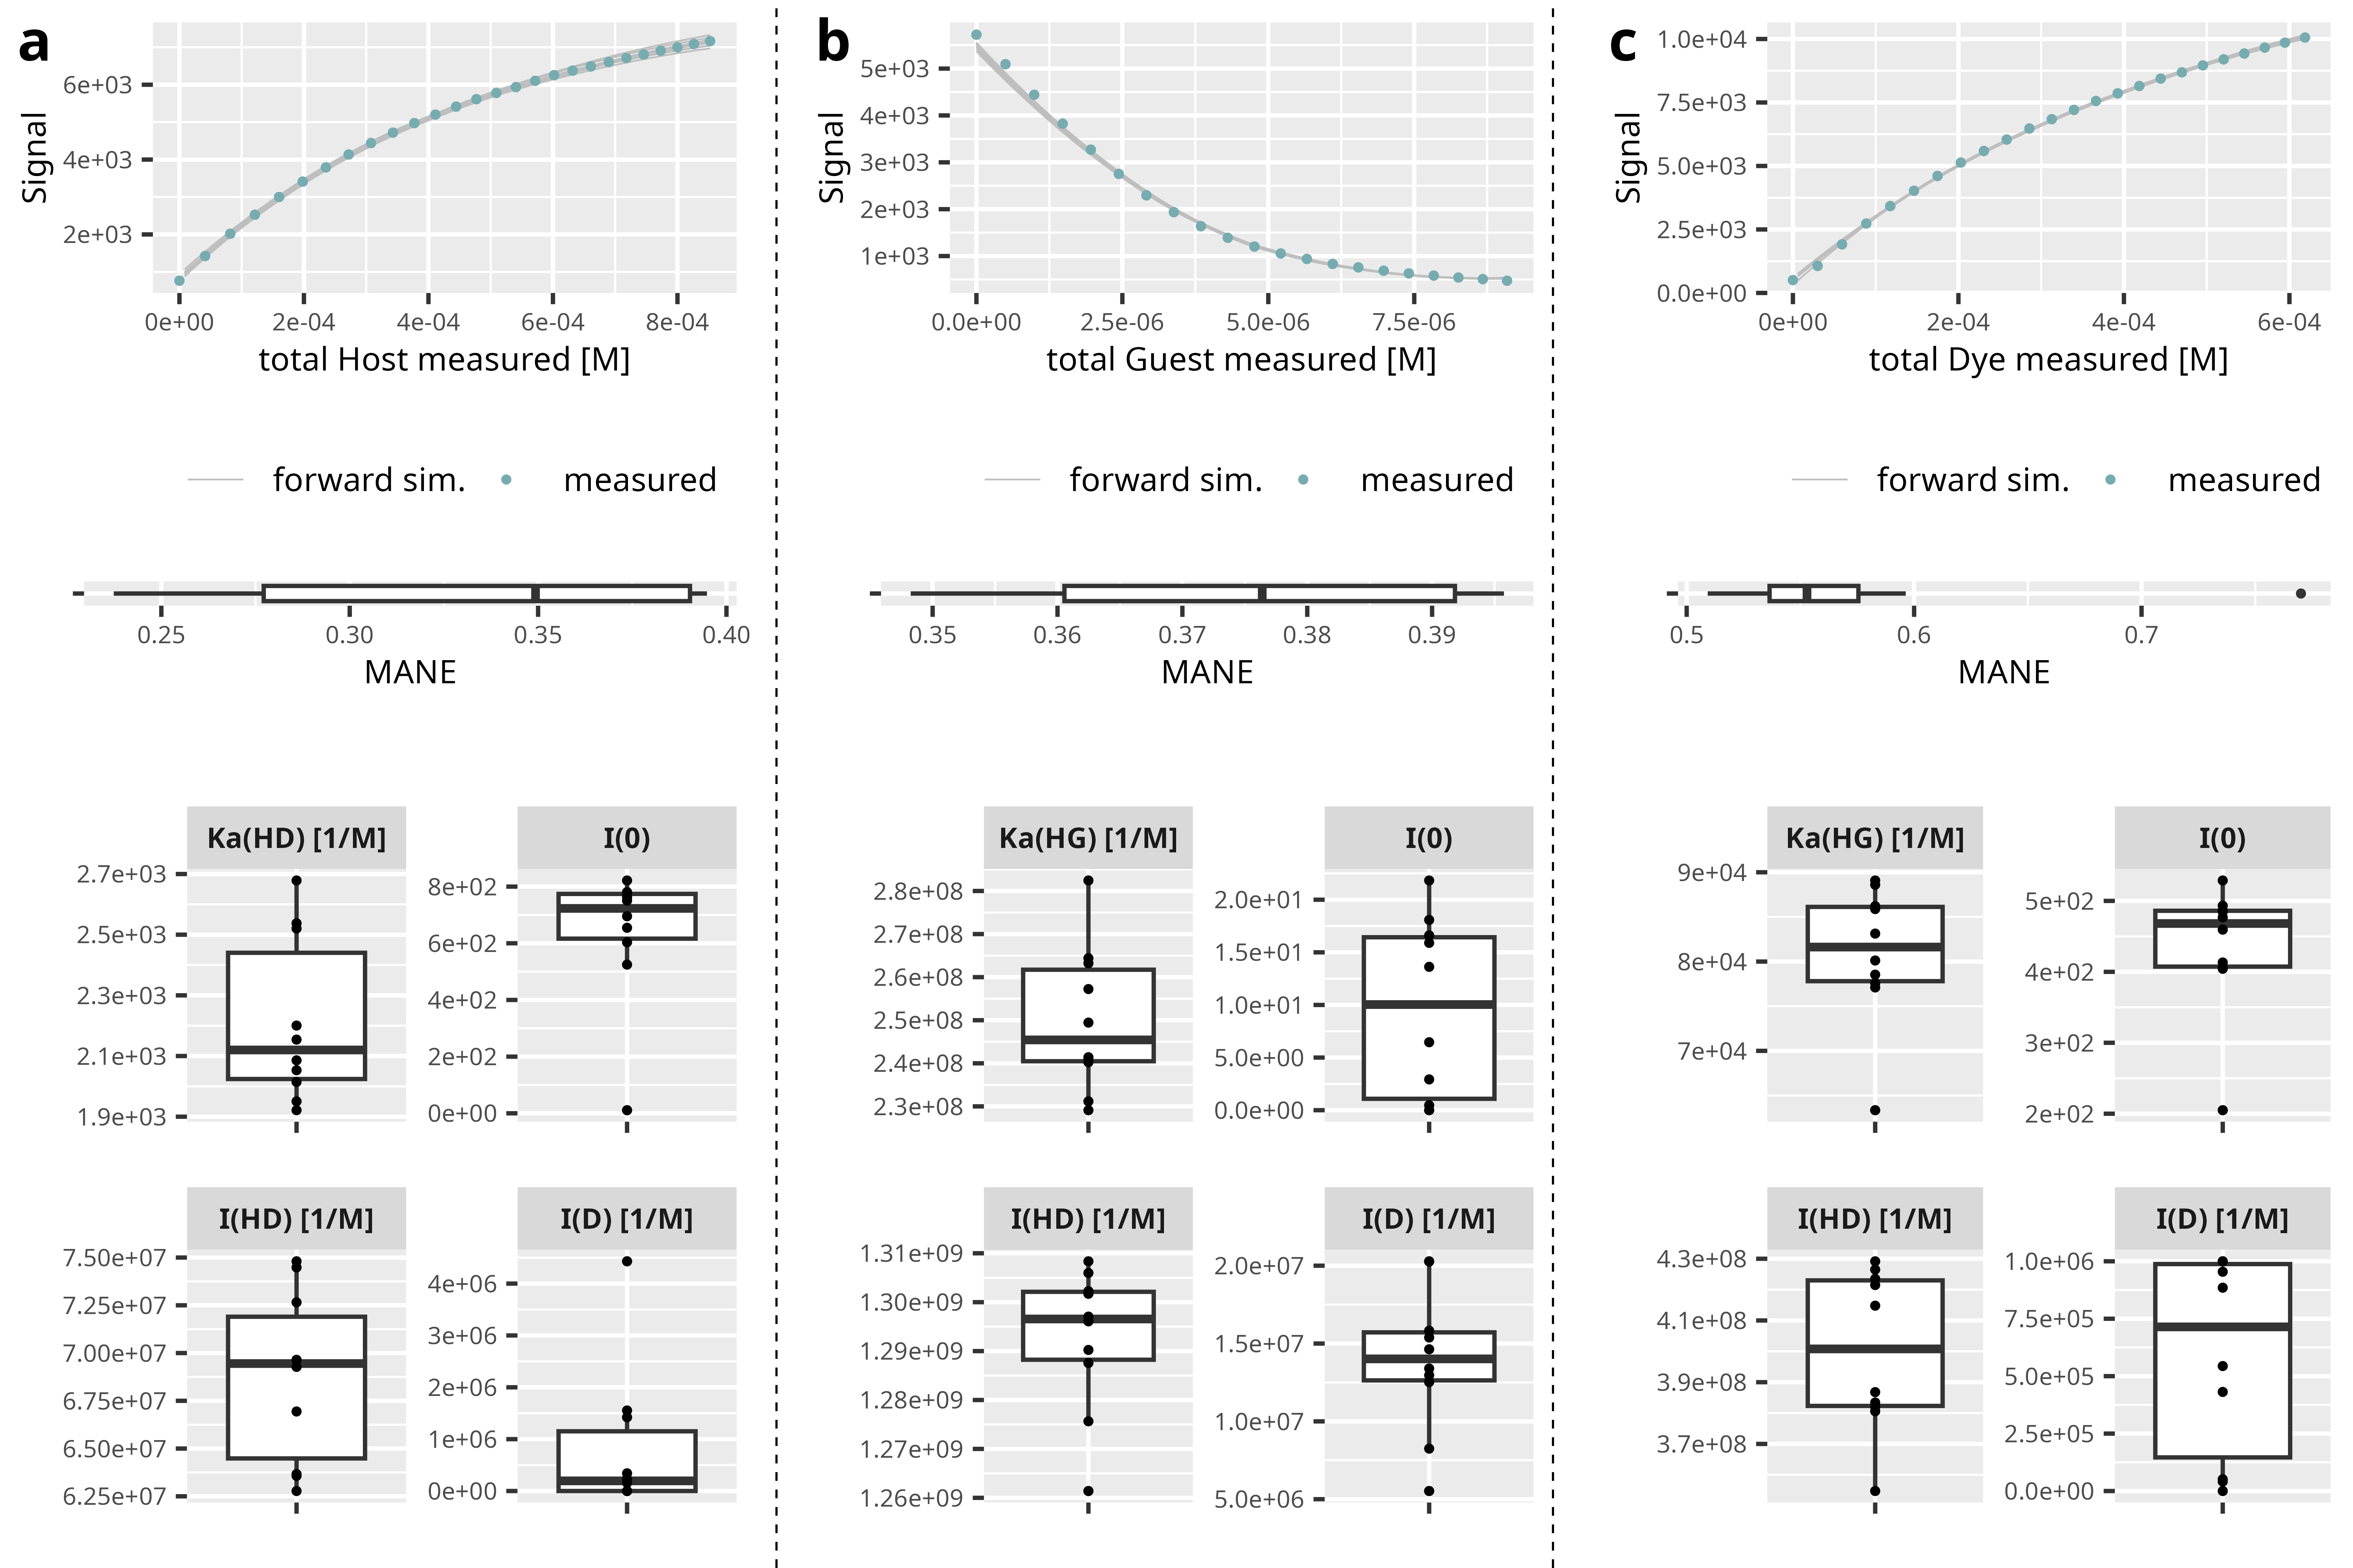 a
Signal
6e+03
4e+03
2e+03
0e+00 2e-04 4e-04 6e-04 8e-04
total Host measured [M]
forward sim. measured
0.25 0.30 0.35 0.40
MANE
Ka(HD) [1/M]
2.7e+03
2.5e+03
2.3e+03
2.1e+03
1.9e+03
I(0)
8e+02
6e+02
4e+02
2e+02
0e+00
I(HD) [1/M]
7.50e+07
7.25e+07
7.00e+07
6.75e+07
6.50e+07
6.25e+07
I(D) [1/M]
4e+06
3e+06
2e+06
1e+06
0e+00
b
Signal
5e+03
4e+03
3e+03
2e+03
1e+03
0.0e+00 2.5e-06 5.0e-06 7.5e-06
total Guest measured [M]
forward sim. measured
0.35 0.36 0.37 0.38 0.39
MANE
Ka(HG) [1/M]
2.8e+08
2.7e+08
2.6e+08
2.5e+08
2.4e+08
2.3e+08
I(0)
2.0e+01
1.5e+01
1.0e+01
5.0e+00
0.0e+00
I(HD) [1/M]
1.31e+09
1.30e+09
1.29e+09
1.28e+09
1.27e+09
1.26e+09
I(D) [1/M]
2.0e+07
1.5e+07
1.0e+07
5.0e+06
c
Signal
1.0e+04
7.5e+03
5.0e+03
2.5e+03
0.0e+00
0e+00 2e-04 4e-04 6e-04
total Dye measured [M]
forward sim. measured
0.5 0.6 0.7
MANE
Ka(HG) [1/M]
9e+04
8e+04
7e+04
I(0)
5e+02
4e+02
3e+02
2e+02
I(HD) [1/M]
4.3e+08
4.1e+08
3.9e+08
3.7e+08
I(D) [1/M]
1.0e+06
7.5e+05
5.0e+05
2.5e+05
0.0e+00